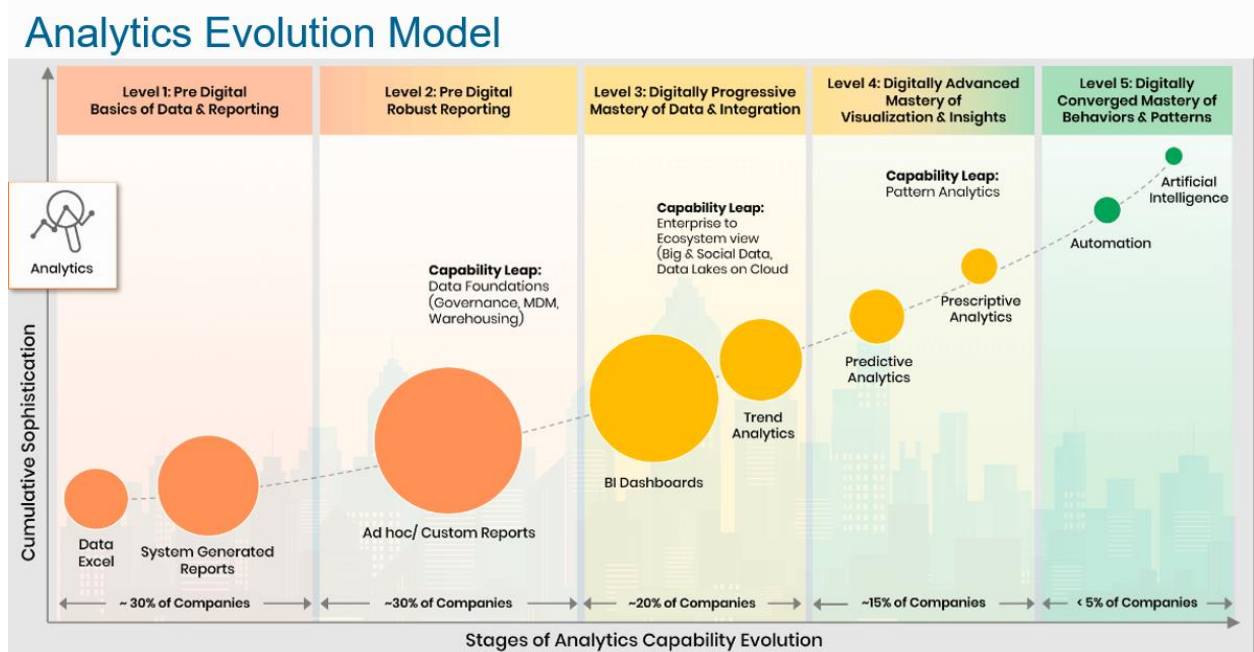 Analytics Evolution Model
Level 1: Pre Digital
Basics of Data & Reporting
Level 2: Pre Digital
Robust Reporting
Level 3: Digitally Progressive
Mastery of Data & Integration
Level 4: Digitally Advanced
Mastery of
Visualization & Insights
Level 5: Digitally
Converged Mastery of
Behaviors & Patterns
Analytics
Cumulative Sophistication
Capability Leap:
Data Foundations
(Governance, MDM,
Warehousing)
Capability Leap:
Enterprise to
Ecosystem view
(Big & Social Data,
Data Lakes on Cloud
Capability Leap:
Pattern Analytics
Data
Excel
System Generated
Reports
Ad hoc/ Custom Reports
BI Dashboards
Trend
Analytics
Predictive
Analytics
Prescriptive
Analytics
Automation
Artificial
Intelligence
~ 30% of Companies
~30% of Companies
~20% of Companies
~15% of Companies
< 5% of Companies
Stages of Analytics Capability Evolution